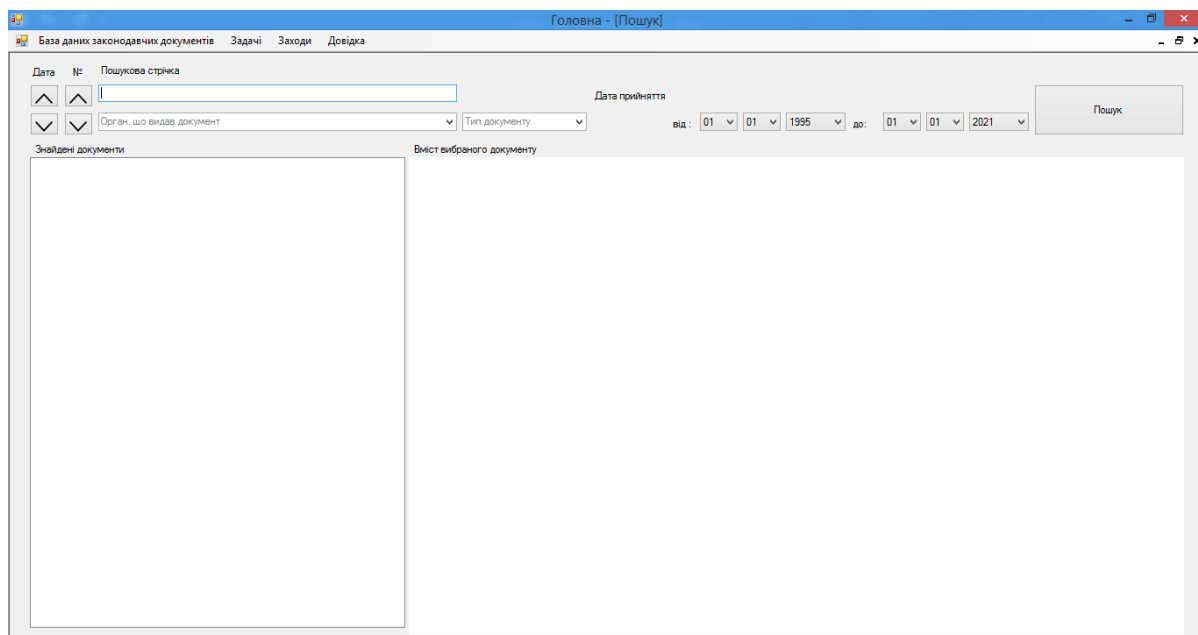 Головна - [Пошук]
База даних законодавчих документів Задачі Заходи Довідка
Дата № Пошукова стрічка
Дата прийняття
Пошук
Орган, що видав документ Тип документу від : 01 01 1995 до: 01 01 2021
Знайдені документи Вміст вибраного документу